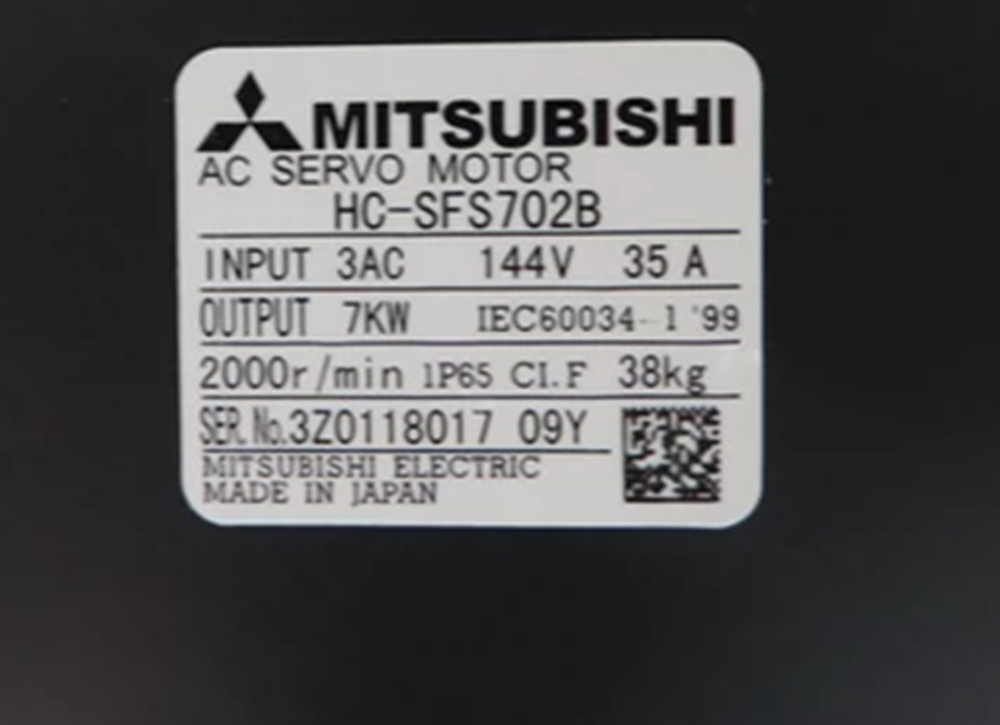 MITSUBISHI
AC SERVO MOTOR
HC-SFS702B
INPUT 3AC 144V 35 A
OUTPUT 7KW IEC60034-1 '99
2000r/min IP65 CI.F 38kg
SER.No.3Z0118017 09Y
MITSUBISHI ELECTRIC
MADE IN JAPAN